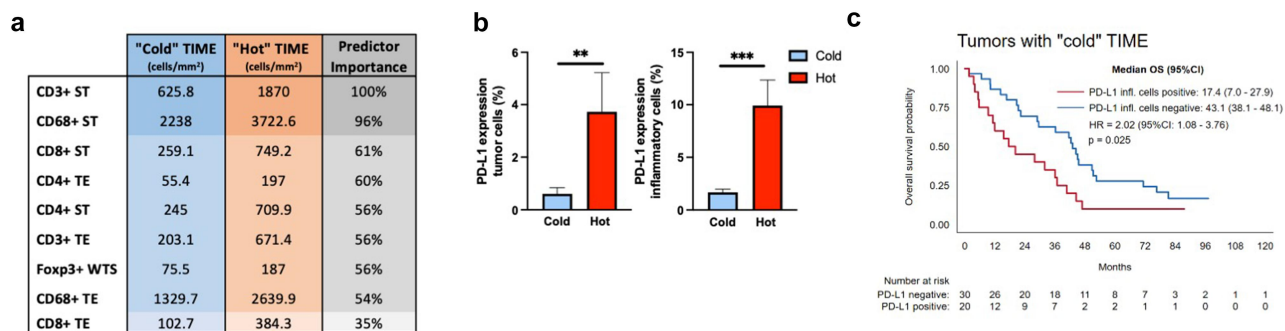 a
"Cold" TIME (cells/mm²) "Hot" TIME (cells/mm²) Predictor Importance
CD3+ ST 625.8 1870 100%
CD68+ ST 2238 3722.6 96%
CD8+ ST 259.1 749.2 61%
CD4+ TE 55.4 197 60%
CD4+ ST 245 709.9 56%
CD3+ TE 203.1 671.4 56%
Foxp3+ WTS 75.5 187 56%
CD68+ TE 1329.7 2639.9 54%
CD8+ TE 102.7 384.3 35%
b
PD-L1 expression
tumor cells (%)
6
4
2
0
**
Cold Hot
PD-L1 expression
inflammatory cells (%)
15
10
5
0
***
Cold Hot
Cold
Hot
c
Tumors with "cold" TIME
Median OS (95%CI)
PD-L1 infl. cells positive: 17.4 (7.0 - 27.9)
PD-L1 infl. cells negative: 43.1 (38.1 - 48.1)
HR = 2.02 (95%CI: 1.08 - 3.76)
p = 0.025
Overall survival probability
1.00
0.75
0.50
0.25
0.00
0 12 24 36 48 60 72 84 96 108 120
Months
Number at risk
PD-L1 negative: 30 26 20 18 11 8 7 3 2 1 1
PD-L1 positive: 20 12 9 7 2 2 1 1 0 0 0